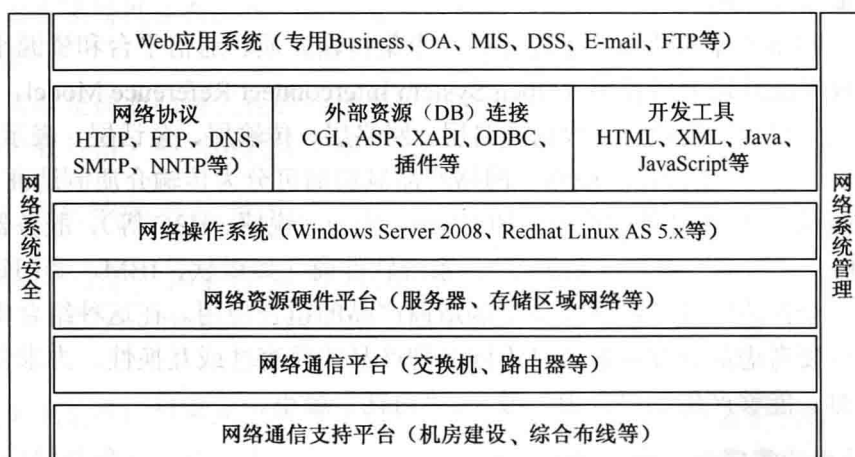 Web应用系统（专用Business、OA、MIS、DSS、E-mail、FTP等）
网络协议
HTTP、FTP、DNS、
SMTP、NNTP等）
外部资源（DB）连接
CGI、ASP、XAPI、ODBC、
插件等
开发工具
HTML、XML、Java、
JavaScript等
网络操作系统（Windows Server 2008、Redhat Linux AS 5.x等）
网络资源硬件平台（服务器、存储区域网络等）
网络通信平台（交换机、路由器等）
网络通信支持平台（机房建设、综合布线等）
网络系统安全
网络系统管理